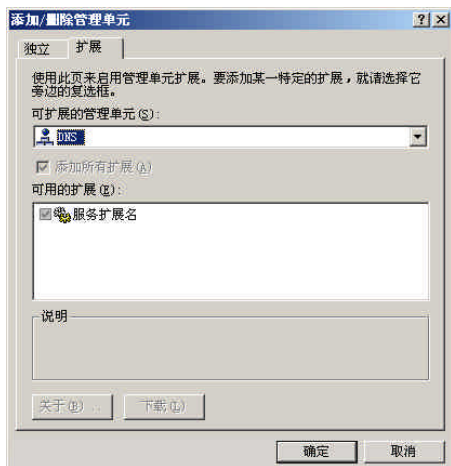 添加/删除管理单元
独立 扩展
使用此页来启用管理单元扩展。要添加某一特定的扩展，就请选择它
旁边的复选框。
可扩展的管理单元(S):
DNS
添加所有扩展(A)
可用的扩展(E):
服务扩展名
说明
关于(B)... 下载(L)
确定 取消